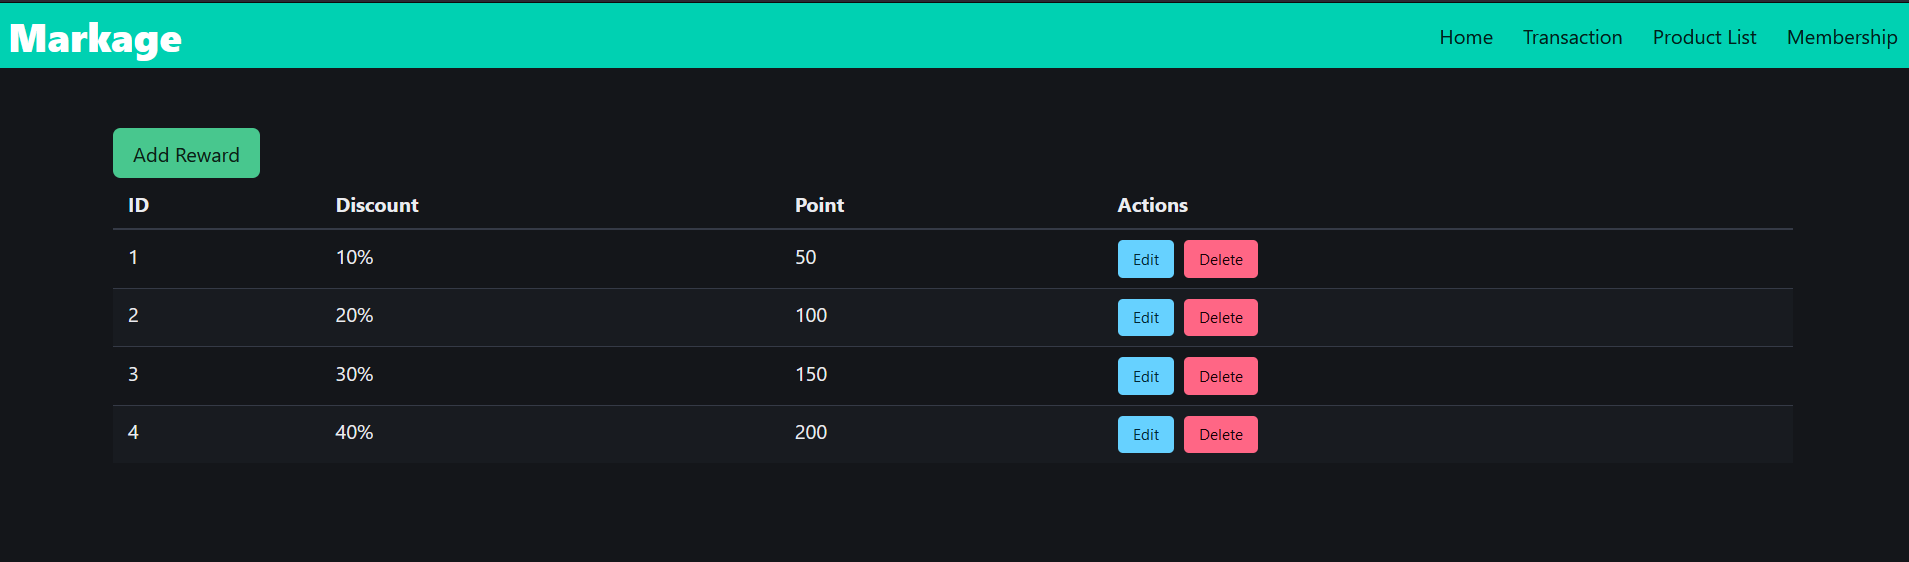 Markage Home Transaction Product List Membership
Add Reward
ID Discount Point Actions
1 10% 50 Edit Delete
2 20% 100 Edit Delete
3 30% 150 Edit Delete
4 40% 200 Edit Delete